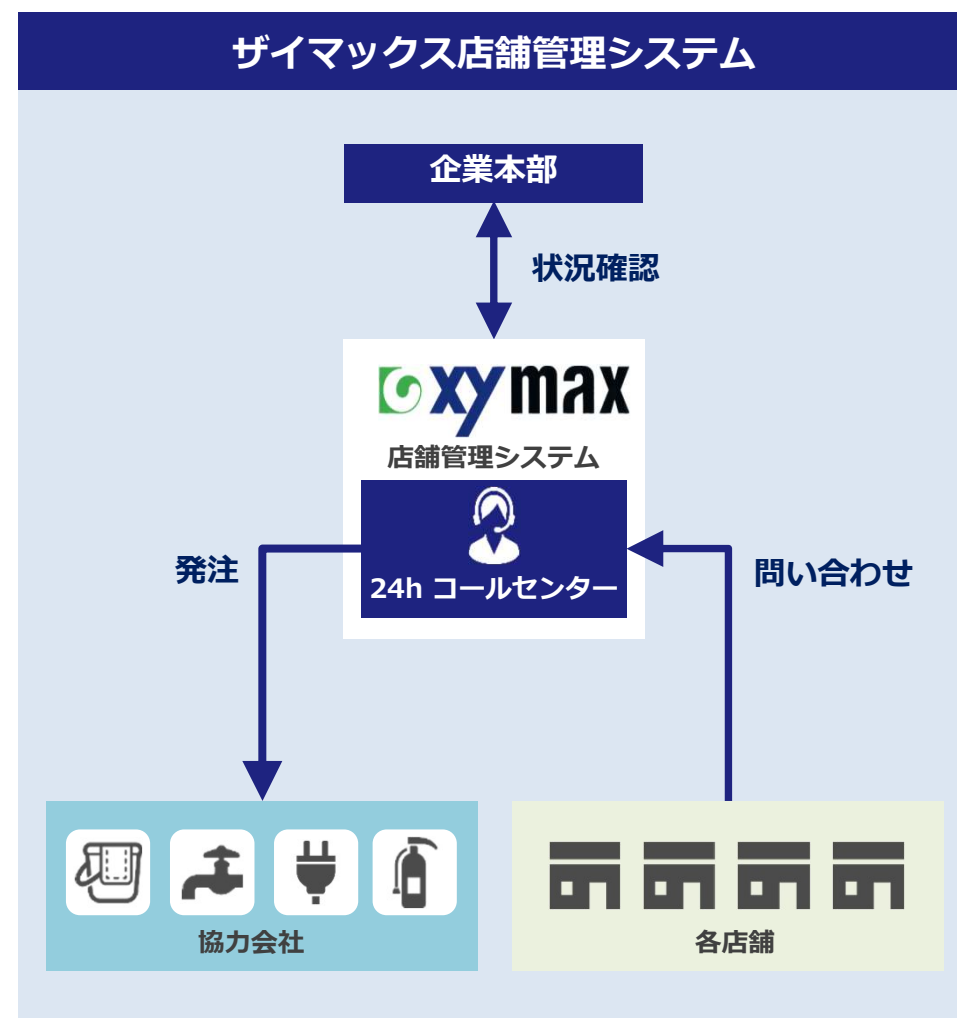 ザイマックス店舗管理システム
企業本部
状況確認
xymax
店舗管理システム
24h コールセンター
発注
問い合わせ
協力会社
各店舗